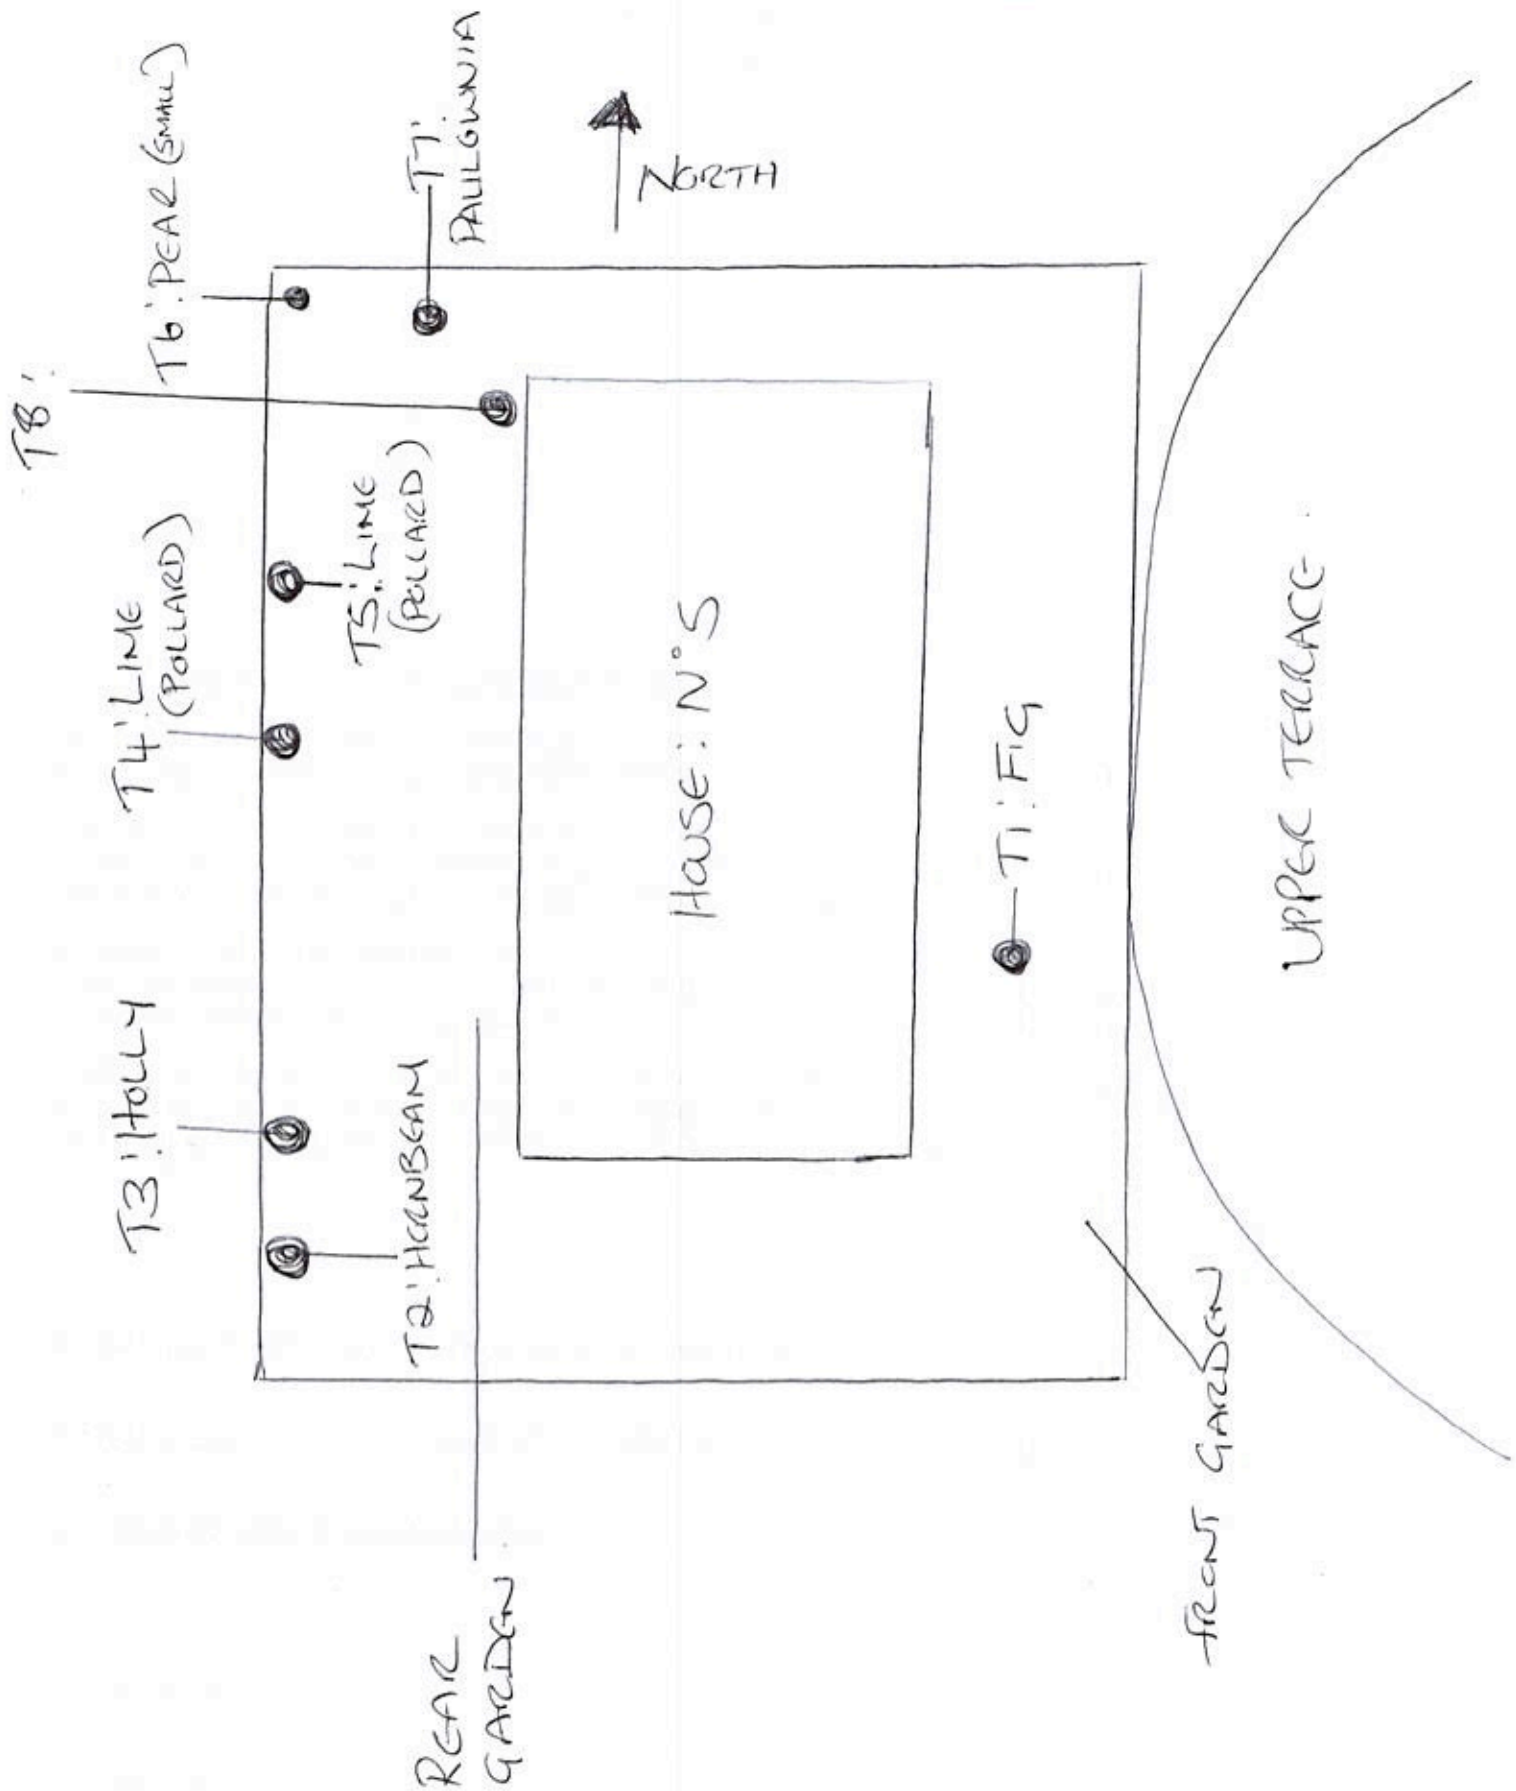 T8:
T6: PEAR (SMALL)
T4: LIME
(POLLARD)
T3: HOLLY
T7:
PAULOWNIA
T5: LIME
(POLLARD)
T2: HORNBEAM
REAR
GARDEN
NORTH
HOUSE: N° 5
T1: FIG
FRONT GARDEN
UPPER TERRACE